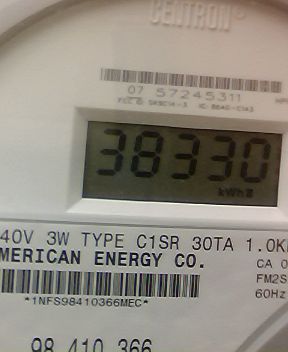 CENTRON®
07 57245311
38330
kWh
40V 3W TYPE C1SR 30TA 1.0K
MERICAN ENERGY CO.
CA 0
FM2S
60Hz
*1NFS98410366MEC*
98 410 366